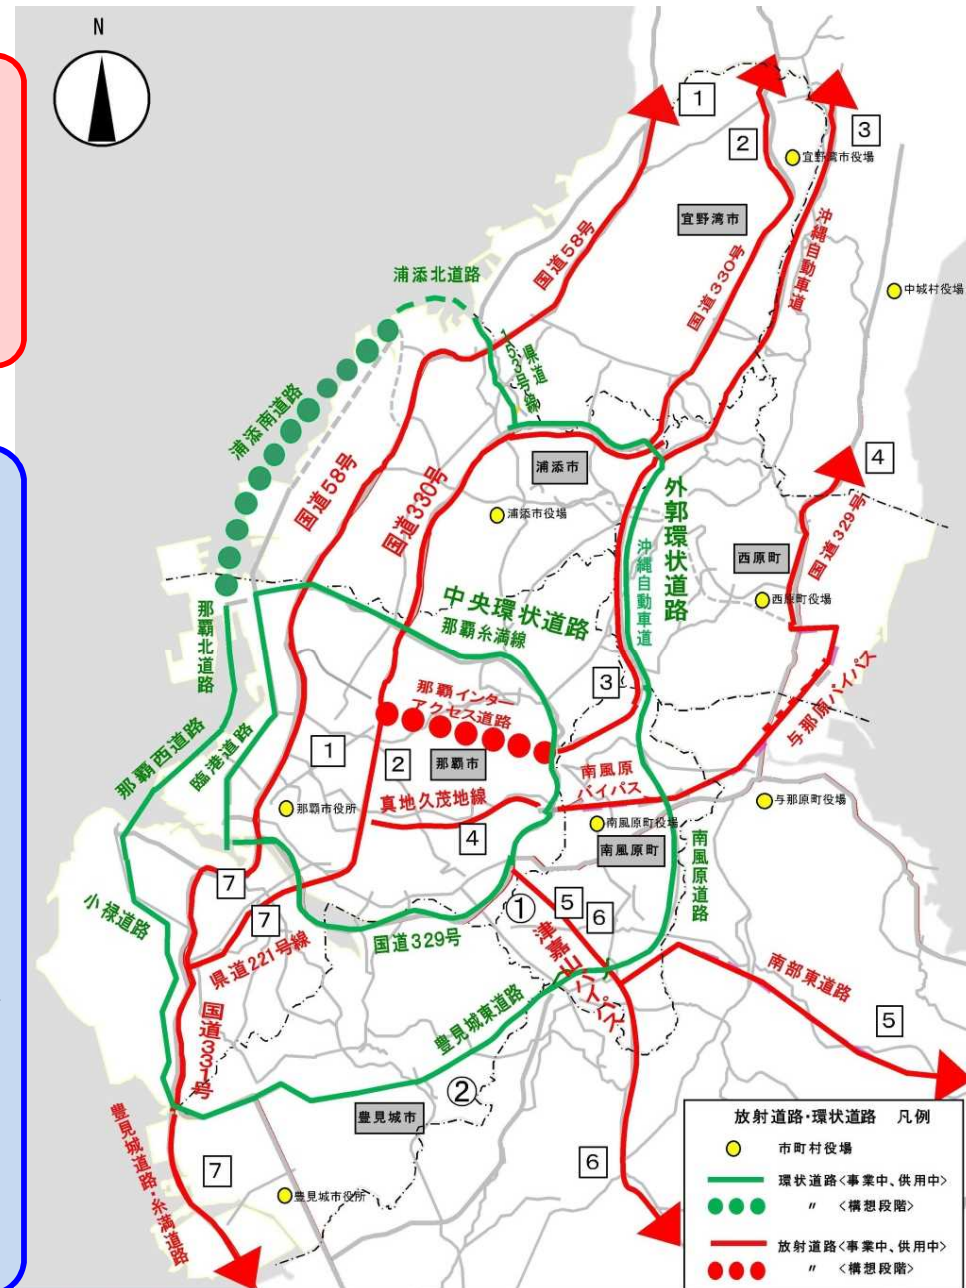 N
1
2
3
宜野湾市役場
宜野湾市
国道58号
国道330号
沖縄自動車道
中城村役場
浦添北道路
県道
153号線
浦添南道路
国道58号
国道330号
浦添市
浦添市役場
外郭環状道路
沖縄自動車道
4
国道329号
西原町
西原町役場
那覇北道路
中央環状道路
那覇糸満線
3
那覇インター
アクセス道路
与那原バイパス
那覇西道路
臨港道路
1
2
那覇市
真地久茂地線
南風原
バイパス
那覇市役所
4
南風原町役場
与那原町役場
南風原町
南風原道路
7
7
小禄道路
県道221号線
国道329号
①
5
6
津嘉山バイパス
南部東道路
5
国道331号
豊見城東道路
②
豊見城市
豊見城道路・糸満道路
7
豊見城市役所
6
放射道路・環状道路 凡例
市町村役場
環状道路<事業中、供用中>
〃 <構想段階>
放射道路<事業中、供用中>
〃 <構想段階>